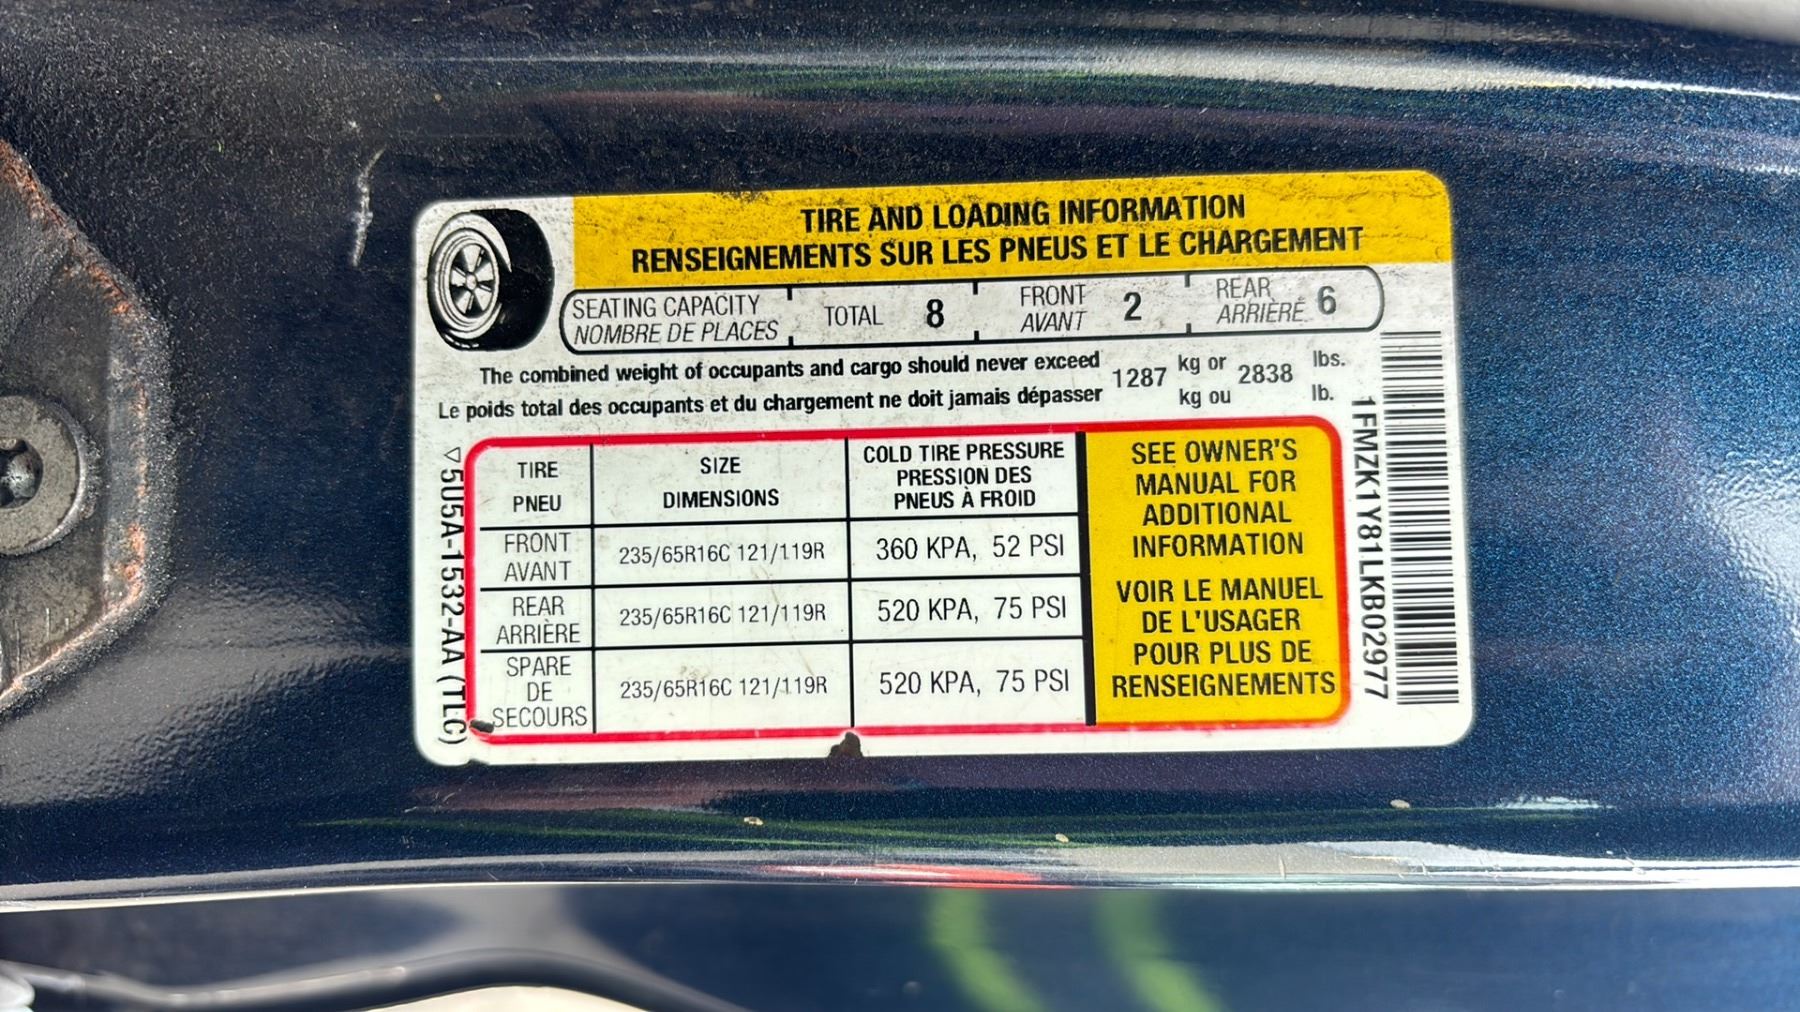 TIRE AND LOADING INFORMATION
RENSEIGNEMENTS SUR LES PNEUS ET LE CHARGEMENT
SEATING CAPACITY
NOMBRE DE PLACES
TOTAL 8
FRONT
AVANT
2
REAR
ARRIÈRE
6
The combined weight of occupants and cargo should never exceed
Le poids total des occupants et du chargement ne doit jamais dépasser
1287
kg or
kg ou
2838
lbs.
lb.
TIRE
PNEU
SIZE
DIMENSIONS
COLD TIRE PRESSURE
PRESSION DES
PNEUS À FROID
FRONT
AVANT
235/65R16C 121/119R
360 KPA, 52 PSI
REAR
ARRIÈRE
235/65R16C 121/119R
520 KPA, 75 PSI
SPARE
DE
SECOURS
235/65R16C 121/119R
520 KPA, 75 PSI
SEE OWNER'S
MANUAL FOR
ADDITIONAL
INFORMATION
VOIR LE MANUEL
DE L'USAGER
POUR PLUS DE
RENSEIGNEMENTS
▽5U5A-1532-AA (TLC)
1FMZK1Y81LKB02977